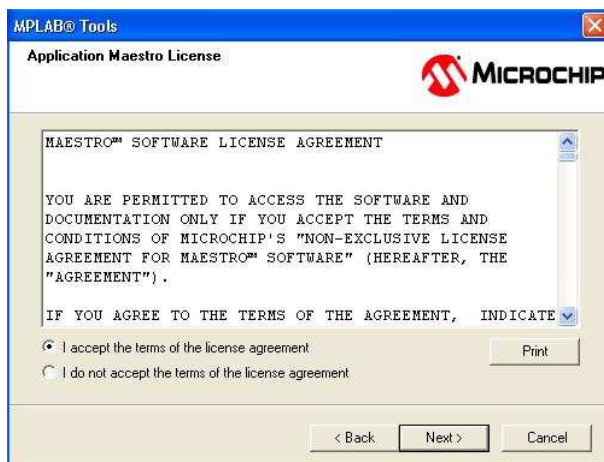 MPLAB® Tools
Application Maestro License
MICROCHIP
MAESTRO™ SOFTWARE LICENSE AGREEMENT
YOU ARE PERMITTED TO ACCESS THE SOFTWARE AND
DOCUMENTATION ONLY IF YOU ACCEPT THE TERMS AND
CONDITIONS OF MICROCHIP'S "NON-EXCLUSIVE LICENSE
AGREEMENT FOR MAESTRO™ SOFTWARE" (HEREAFTER, THE
"AGREEMENT").
IF YOU AGREE TO THE TERMS OF THE AGREEMENT, INDICATE
I accept the terms of the license agreement
Print
I do not accept the terms of the license agreement
< Back
Next >
Cancel